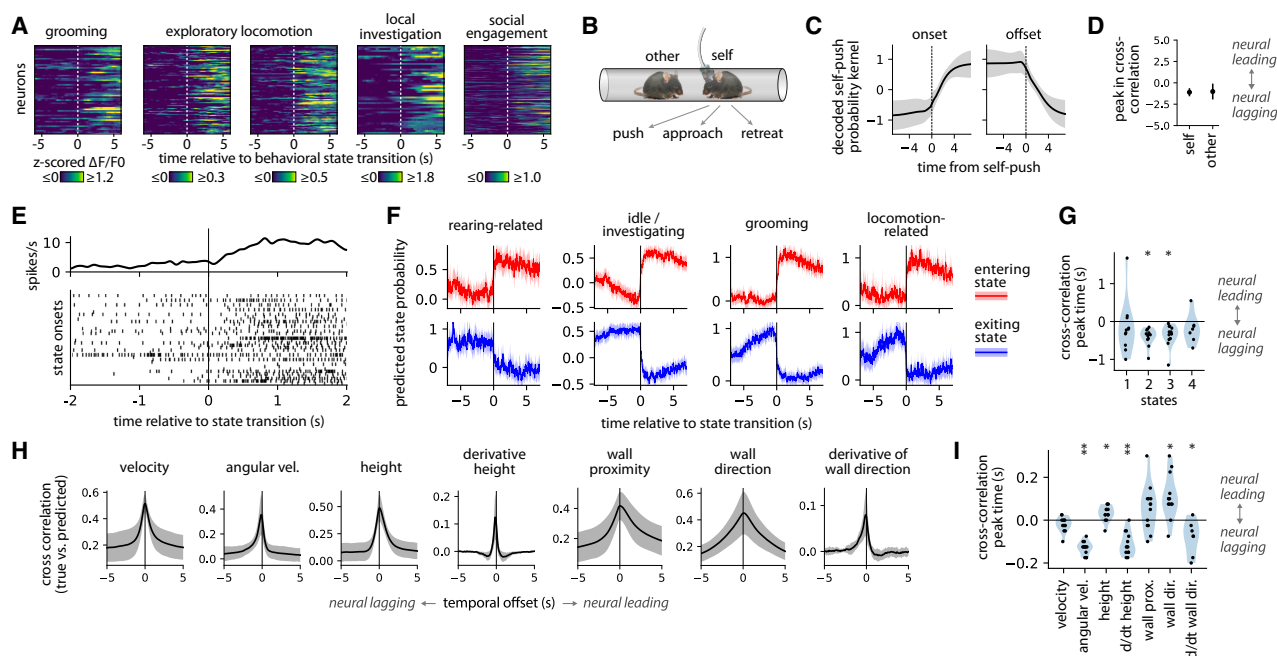 A
grooming
exploratory locomotion
local
investigation
social
engagement
neurons
-5 0 5
-5 0 5
-5 0 5
-5 0 5
-5 0 5
time relative to behavioral state transition (s)
z-scored ΔF/F0
≤0 ≥1.2
≤0 ≥0.3
≤0 ≥0.5
≤0 ≥1.8
≤0 ≥1.0
B
other
self
push
approach
retreat
C
onset
offset
decoded self-push
probability kernel
1
0
-1
-5 0 5
-5 0 5
time from self-push
D
peak in cross-
correlation
5.0
2.5
0
-2.5
-5.0
self
other
neural
leading
neural
lagging
E
spikes/s
10
0
state onsets
-2 -1 0 1 2
time relative to state transition (s)
F
rearing-related
idle /
investigating
grooming
locomotion-
related
predicted state probability
0.5
0.0
0.5
0.0
-0.5
1
0
1
0
entering
state
1
0
0.5
0.0
-0.5
1
0
1
0
exiting
state
-5 0 5
-5 0 5
-5 0 5
-5 0 5
time relative to state transition (s)
G
cross-correlation
peak time (s)
* *
1
0
-1
1 2 3 4
states
neural
leading
neural
lagging
H
velocity
angular vel.
height
derivative
height
wall
proximity
wall
direction
derivative of
wall direction
cross correlation
(true vs. predicted)
0.6
0.4
0.2
0.4
0.2
0.0
0.50
0.25
0.00
0.2
0.1
0.0
0.4
0.2
0.6
0.4
0.2
0.1
0.0
-5 0 5
-5 0 5
-5 0 5
-5 0 5
-5 0 5
-5 0 5
-5 0 5
neural lagging ← temporal offset (s) → neural leading
I
cross-correlation
peak time (s)
** * ** * *
0.2
0.0
-0.2
velocity
angular vel.
height
d/dt height
wall prox.
wall dir.
d/dt wall dir.
neural
leading
neural
lagging